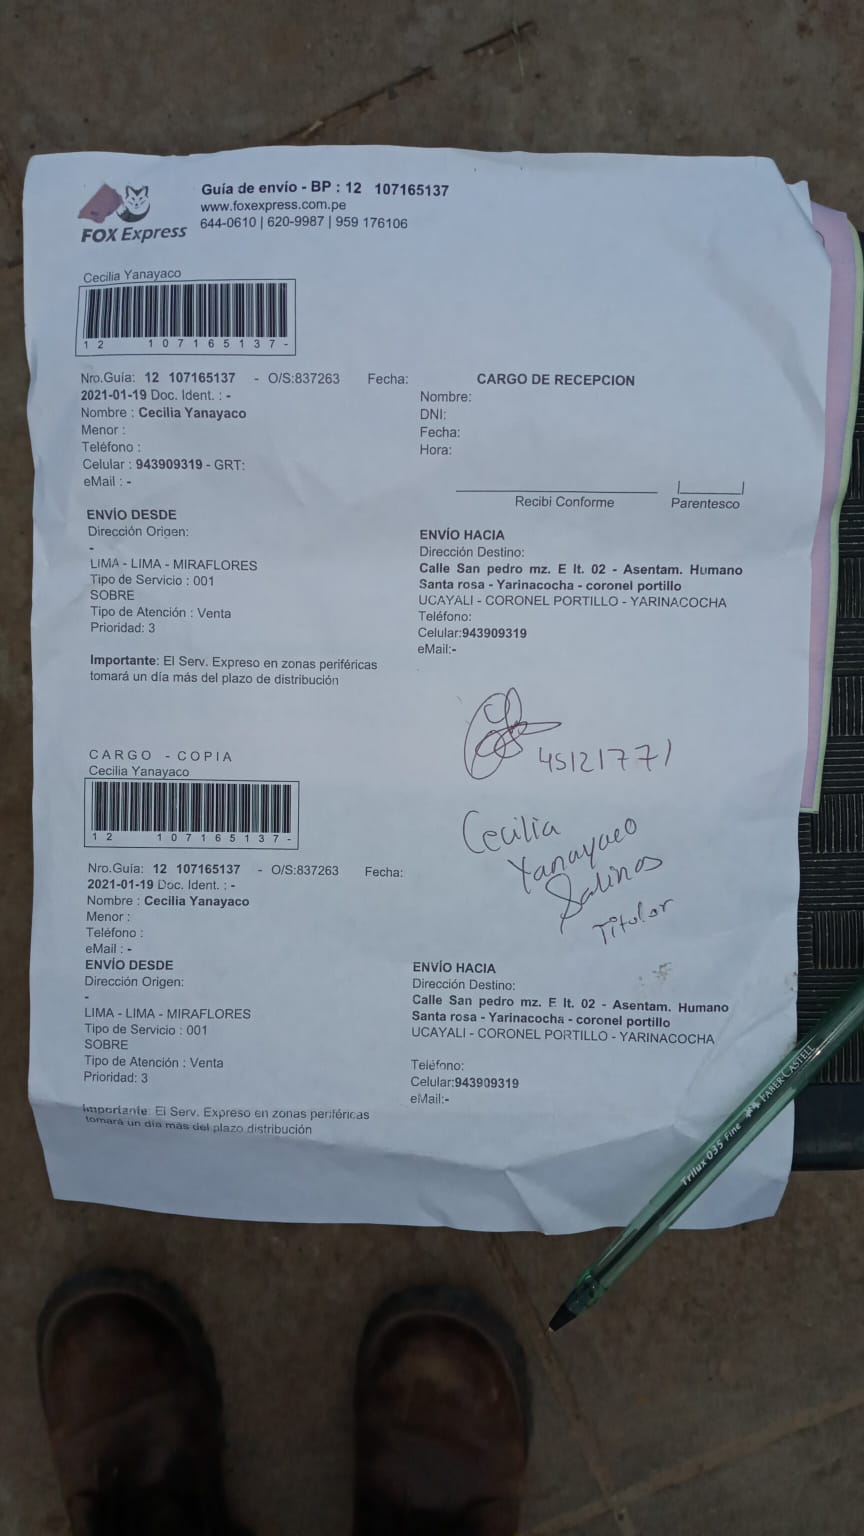 Guía de envío - BP : 12 107165137
www.foxexpress.com.pe
644-0610 | 620-9987 | 959 176106
FOX Express
Cecilia Yanayaco
12 107165137-
Nro.Guía: 12 107165137 - O/S:837263 Fecha:
2021-01-19 Doc. Ident. : -
Nombre : Cecilia Yanayaco
Menor :
Teléfono :
Celular : 943909319 - GRT:
eMail : -
CARGO DE RECEPCION
Nombre:
DNI:
Fecha:
Hora:
Recibi Conforme Parentesco
ENVÍO DESDE
Dirección Origen:
-
LIMA - LIMA - MIRAFLORES
Tipo de Servicio : 001
SOBRE
Tipo de Atención : Venta
Prioridad: 3
Importante: El Serv. Expreso en zonas periféricas
tomará un día más del plazo de distribución
ENVÍO HACIA
Dirección Destino:
Calle San pedro mz. E lt. 02 - Asentam. Humano
Santa rosa - Yarinacocha - coronel portillo
UCAYALI - CORONEL PORTILLO - YARINACOCHA
Teléfono:
Celular:943909319
eMail:-
45121771
Cecilia
Yanayaco
Salinas
Titular
CARGO - COPIA
Cecilia Yanayaco
12 107165137-
Nro.Guía: 12 107165137 - O/S:837263 Fecha:
2021-01-19 Doc. Ident. : -
Nombre : Cecilia Yanayaco
Menor :
Teléfono :
eMail : -
ENVÍO DESDE
Dirección Origen:
-
LIMA - LIMA - MIRAFLORES
Tipo de Servicio : 001
SOBRE
Tipo de Atención : Venta
Prioridad: 3
Importante: El Serv. Expreso en zonas periféricas
tomará un día más del plazo distribución
ENVÍO HACIA
Dirección Destino:
Calle San pedro mz. E lt. 02 - Asentam. Humano
Santa rosa - Yarinacocha - coronel portillo
UCAYALI - CORONEL PORTILLO - YARINACOCHA
Teléfono:
Celular:943909319
eMail:-
Trilux 035 Fine FABER-CASTELL